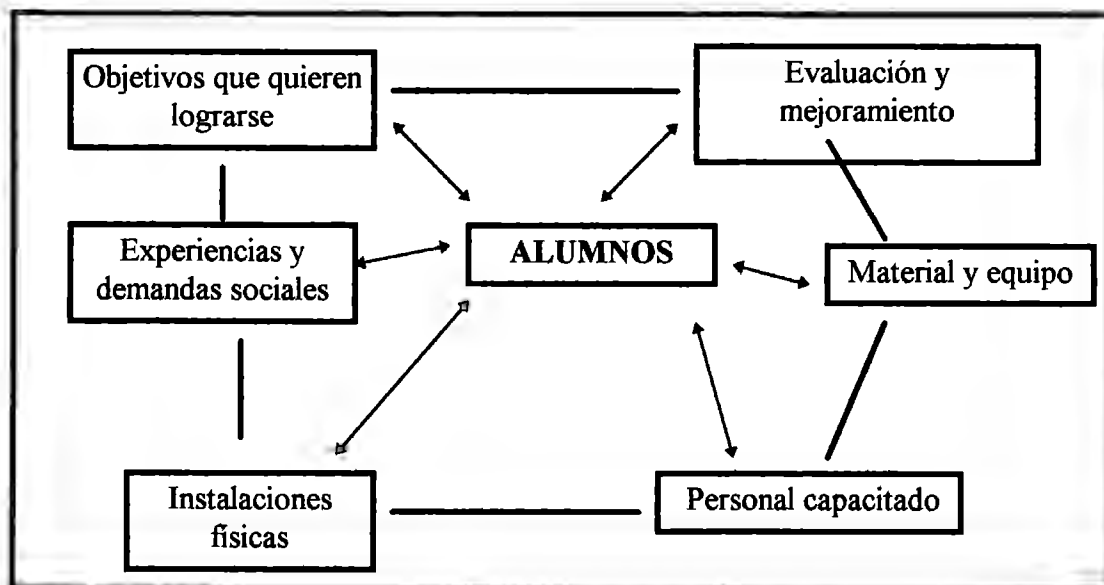 Objetivos que quieren
lograrse
Evaluación y
mejoramiento
Experiencias y
demandas sociales
ALUMNOS
Material y equipo
Instalaciones
físicas
Personal capacitado